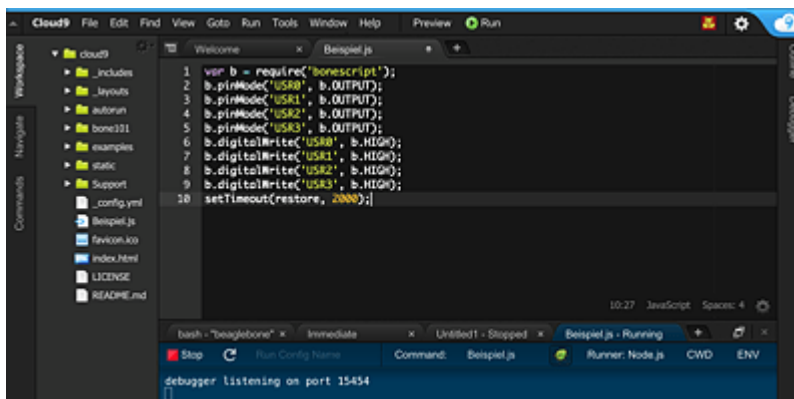 Cloud9 File Edit Find View Goto Run Tools Window Help Preview Run
Workspace
Navigate
Commands
Outline
Debugger
cloud9
_includes
_layouts
autorun
bone101
examples
static
Support
_config.yml
Beispiel.js
favicon.ico
index.html
LICENSE
README.md
Welcome × Beispiel.js +
1 var b = require('bonescript');
2 b.pinMode('USR0', b.OUTPUT);
3 b.pinMode('USR1', b.OUTPUT);
4 b.pinMode('USR2', b.OUTPUT);
5 b.pinMode('USR3', b.OUTPUT);
6 b.digitalWrite('USR0', b.HIGH);
7 b.digitalWrite('USR1', b.HIGH);
8 b.digitalWrite('USR2', b.HIGH);
9 b.digitalWrite('USR3', b.HIGH);
10 setTimeout(restore, 2000);
10:27 JavaScript Spaces: 4
bash - "beaglebone" × Immediate × Untitled1 - Stopped × Beispiel.js - Running +
Stop Run Config Name Command: Beispiel.js Runner: Node.js CWD ENV
debugger listening on port 15454